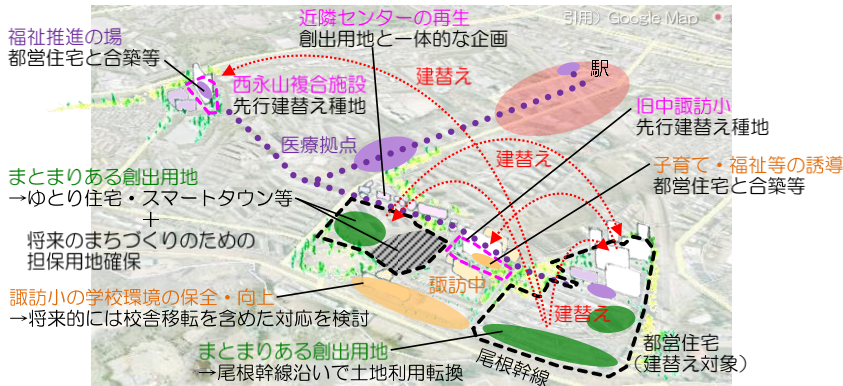 引用）Google Map
近隣センターの再生
創出用地と一体的な企画
福祉推進の場
都営住宅と合築等
建替え
駅
西永山複合施設
先行建替え種地
旧中諏訪小
先行建替え種地
医療拠点
建替え
子育て・福祉等の誘導
都営住宅と合築等
まとまりある創出用地
→ゆとり住宅・スマートタウン等
＋
将来のまちづくりのための
担保用地確保
諏訪中
諏訪小の学校環境の保全・向上
→将来的には校舎移転を含めた対応を検討
建替え
まとまりある創出用地
→尾根幹線沿いで土地利用転換
尾根幹線
都営住宅
（建替え対象）